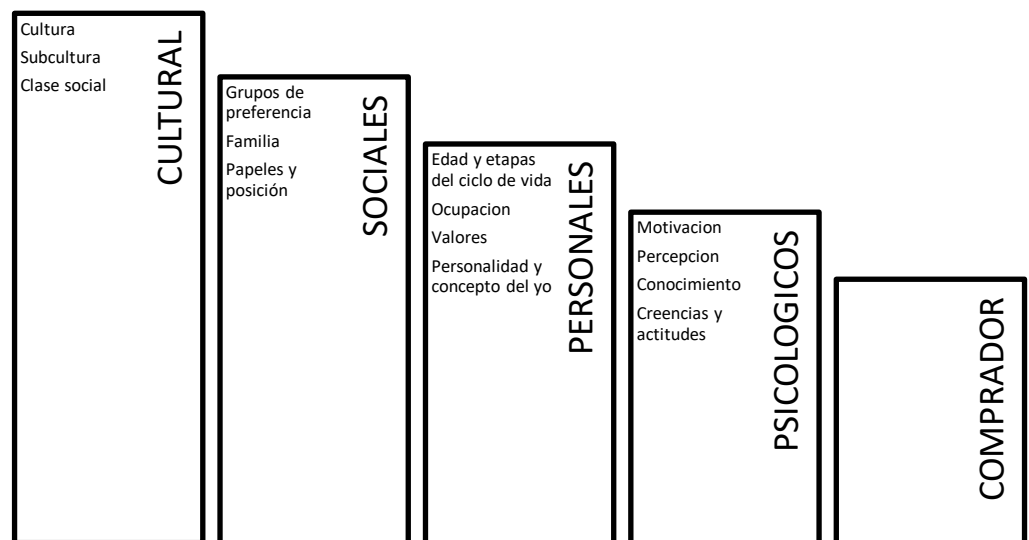 Cultura
Subcultura
Clase social
CULTURAL
Grupos de
preferencia
Familia
Papeles y
posición
SOCIALES
Edad y etapas
del ciclo de vida
Ocupacion
Valores
Personalidad y
concepto del yo
PERSONALES
Motivacion
Percepcion
Conocimiento
Creencias y
actitudes
PSICOLOGICOS
COMPRADOR